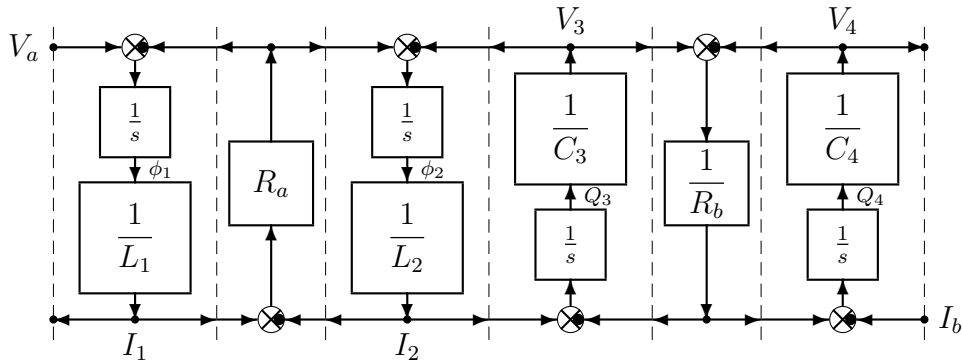 V_a V_3 V_4
1/s 1/s 1/C_3 1/C_4
ϕ_1 R_a ϕ_2 Q_3 1/R_b Q_4
1/L_1 1/L_2 1/s 1/s
I_1 I_2 I_b